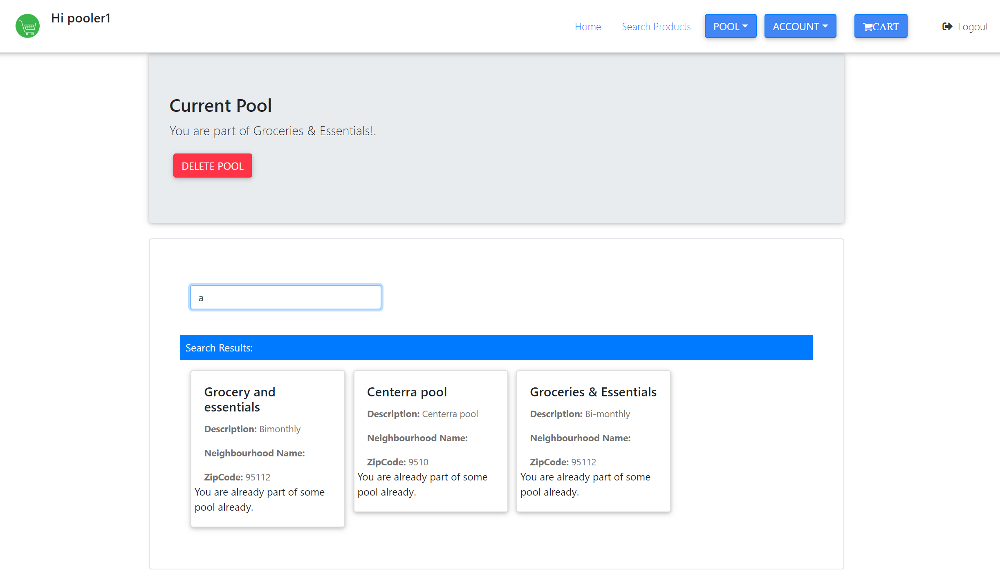 Hi pooler1
Home
Search Products
POOL
ACCOUNT
CART
Logout
Current Pool
You are part of Groceries & Essentials!.
DELETE POOL
a
Search Results:
Grocery and
essentials
Description: Bimonthly
Neighbourhood Name:
ZipCode: 95112
You are already part of some
pool already.
Centerra pool
Description: Centerra pool
Neighbourhood Name:
ZipCode: 9510
You are already part of some
pool already.
Groceries & Essentials
Description: Bi-monthly
Neighbourhood Name:
ZipCode: 95112
You are already part of some
pool already.